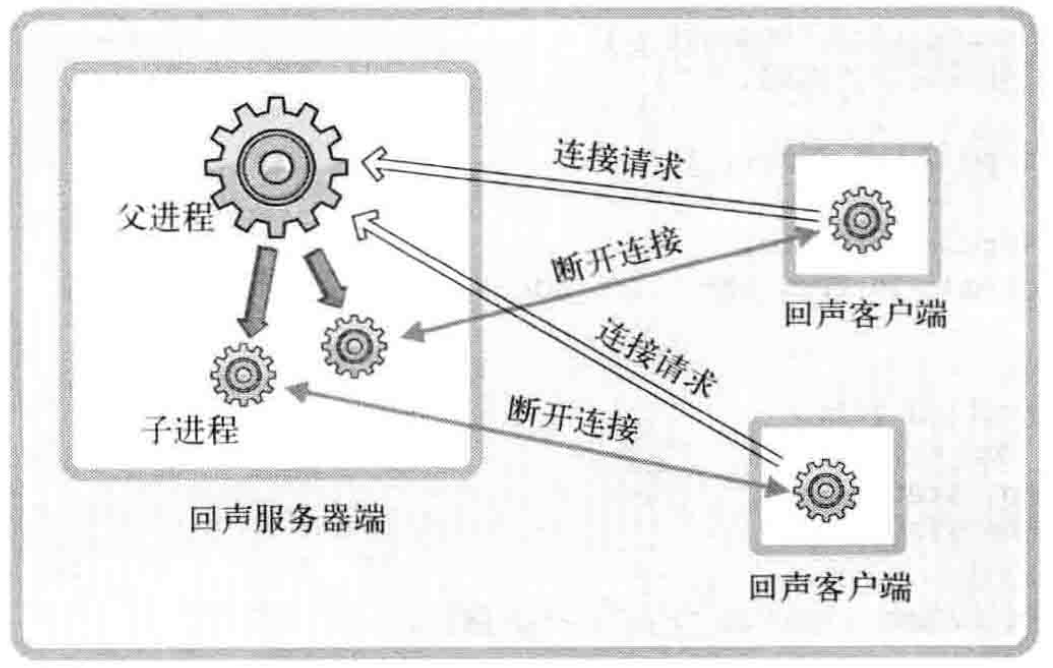 连接请求
父进程
断开连接
回声客户端
连接请求
断开连接
子进程
回声服务器端
回声客户端